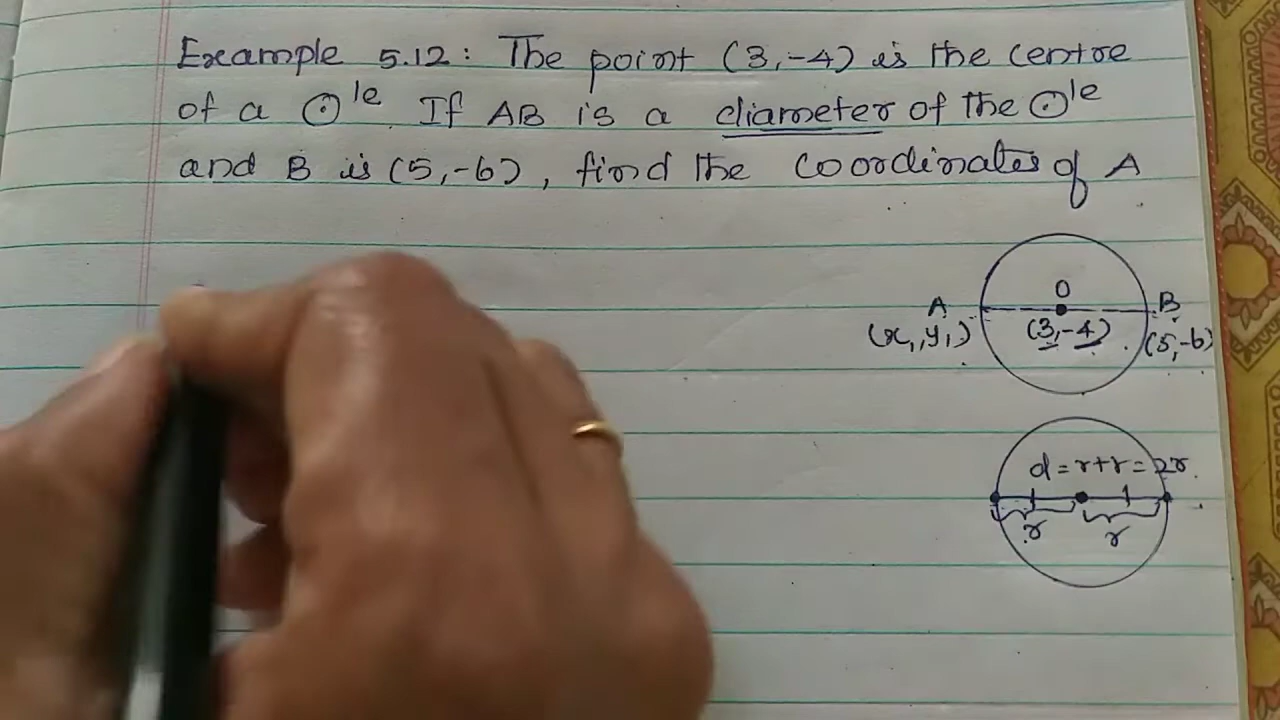 Example 5.12: The point (3,-4) is the centre
of a ⊙le If AB is a diameter of the ⊙le
and B is (5,-6), find the coordinates of A
O
A B
(x₁,y₁) (3,-4) (5,-6)
d=r+r=2r
r r